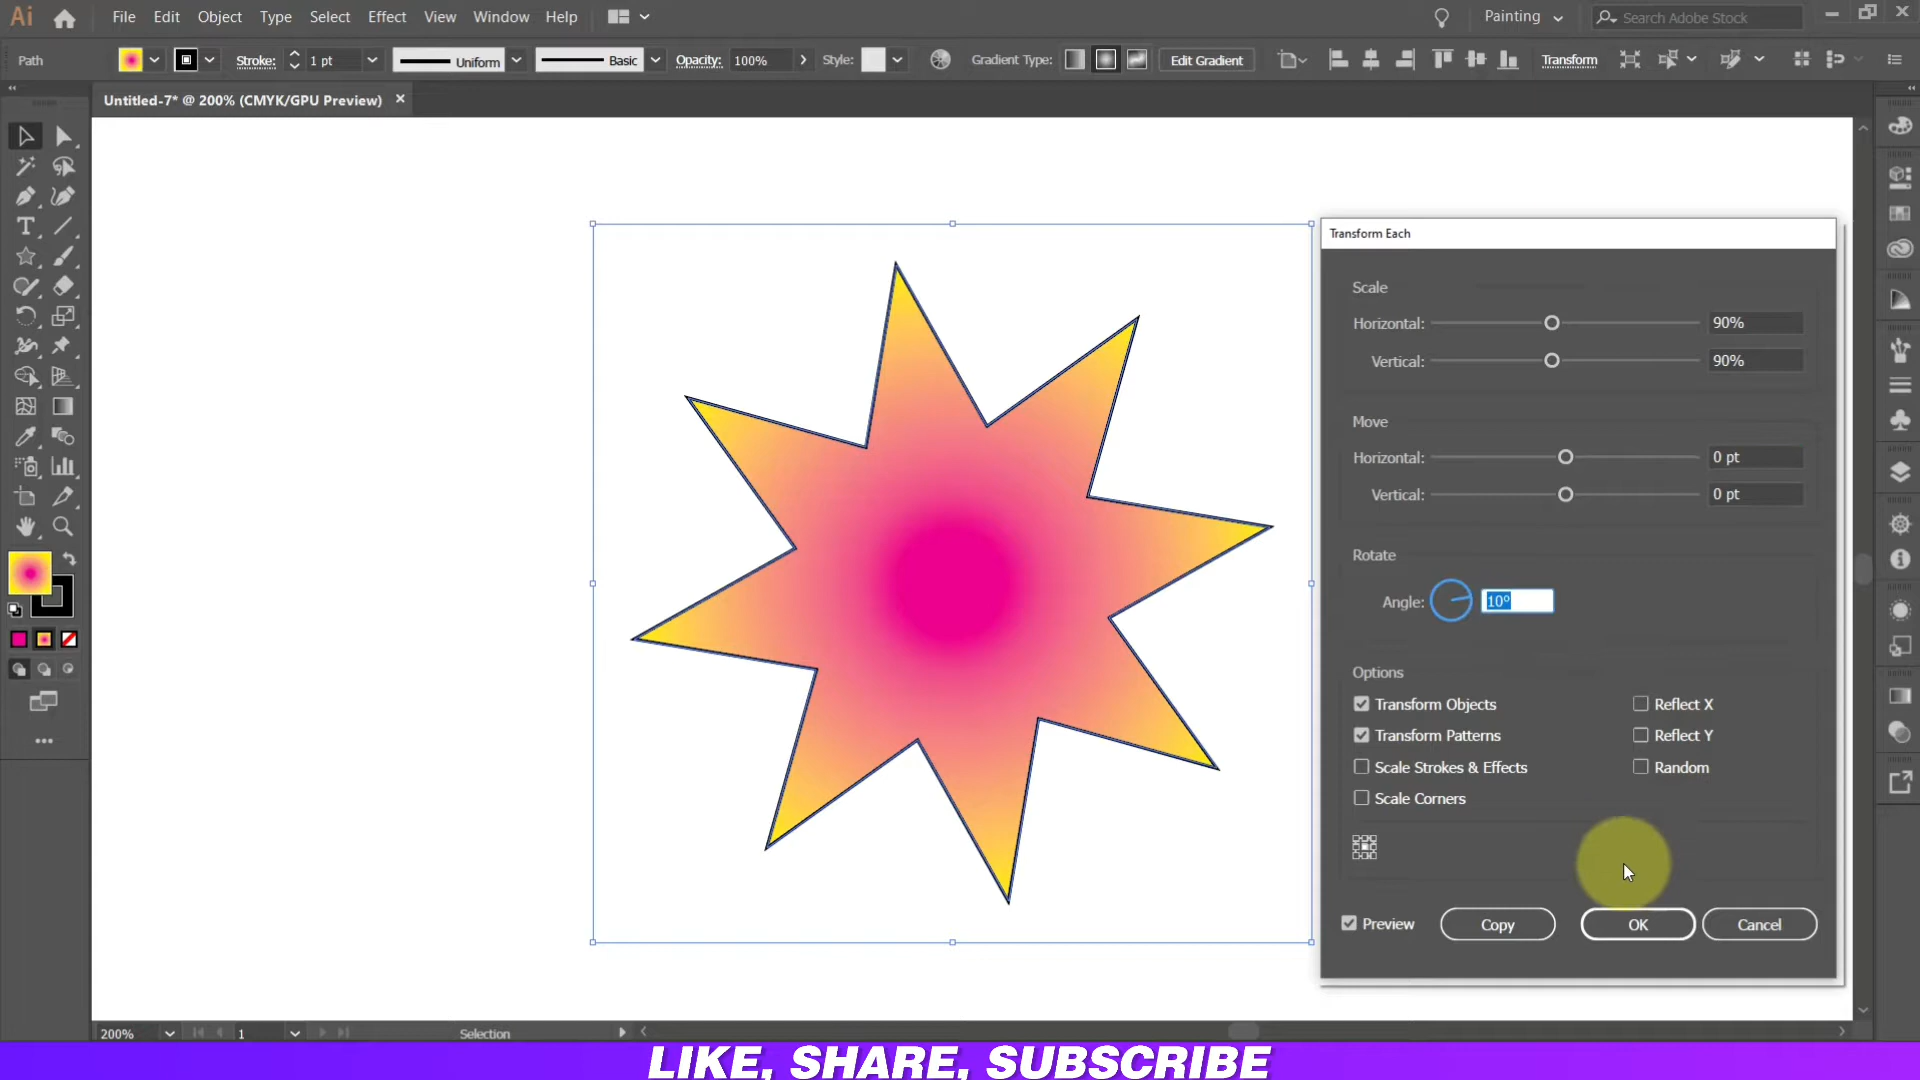 Ai File Edit Object Type Select Effect View Window Help Painting Search Adobe Stock
Path Stroke: 1 pt Uniform Basic Opacity: 100% Style: Gradient Type: Edit Gradient Transform
Untitled-7* @ 200% (CMYK/GPU Preview)
Transform Each
Scale
Horizontal: 90%
Vertical: 90%
Move
Horizontal: 0 pt
Vertical: 0 pt
Rotate
Angle: 10°
Options
Transform Objects Reflect X
Transform Patterns Reflect Y
Scale Strokes & Effects Random
Scale Corners
Preview Copy OK Cancel
200% 1 Selection
LIKE, SHARE, SUBSCRIBE